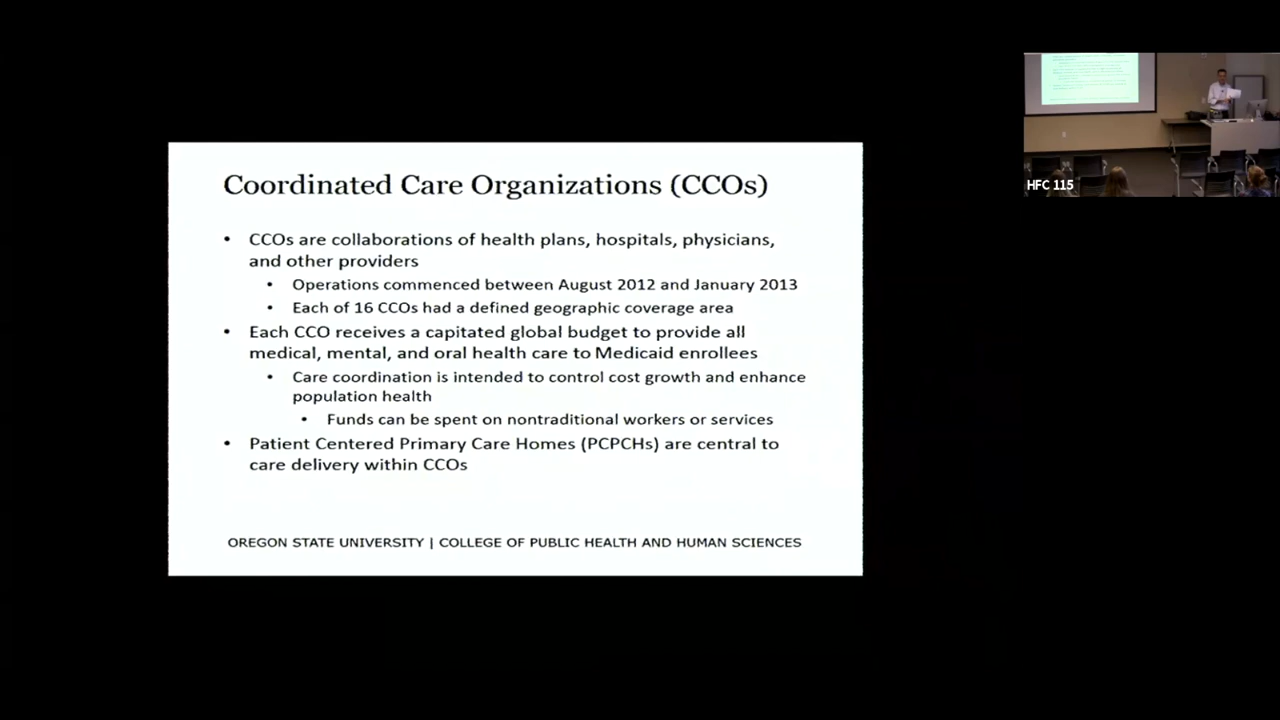 Coordinated Care Organizations (CCOs)
• CCOs are collaborations of health plans, hospitals, physicians,
and other providers
• Operations commenced between August 2012 and January 2013
• Each of 16 CCOs had a defined geographic coverage area
• Each CCO receives a capitated global budget to provide all
medical, mental, and oral health care to Medicaid enrollees
• Care coordination is intended to control cost growth and enhance
population health
• Funds can be spent on nontraditional workers or services
• Patient Centered Primary Care Homes (PCPCHs) are central to
care delivery within CCOs
OREGON STATE UNIVERSITY | COLLEGE OF PUBLIC HEALTH AND HUMAN SCIENCES
HFC 115